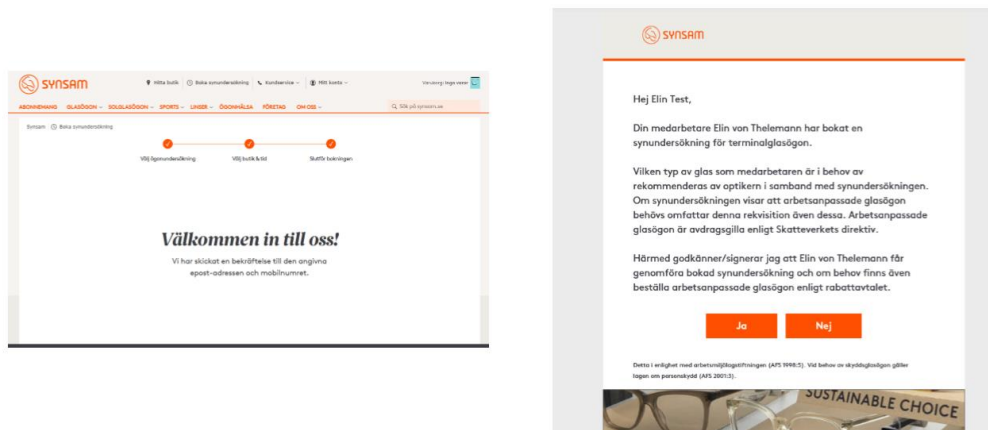 SYNSAM
Hitta butik
Boka synundersökning
Kundservice
Mitt konto
Varukorg: Inga varor
ABONNEMANG GLASÖGON SOLGLASÖGON SPORTS LINSER ÖGONHÄLSA FÖRETAG OM OSS
Sök på synsam.se
Synsam Boka synundersökning
Välj ögonundersökning Välj butik & tid Slutför bokningen
Välkommen in till oss!
Vi har skickat en bekräftelse till den angivna
epost-adressen och mobilnumret.
SYNSAM
Hej Elin Test,
Din medarbetare Elin von Thelemann har bokat en
synundersökning för terminalglasögon.
Vilken typ av glas som medarbetaren är i behov av
rekommenderas av optikern i samband med synundersökningen.
Om synundersökningen visar att arbetsanpassade glasögon
behövs omfattar denna rekvisition även dessa. Arbetsanpassade
glasögon är avdragsgilla enligt Skatteverkets direktiv.
Härmed godkänner/signerar jag att Elin von Thelemann får
genomföra bokad synundersökning och om behov finns även
beställa arbetsanpassade glasögon enligt rabattavtalet.
Ja Nej
Detta i enlighet med arbetsmiljölagstiftningen (AFS 1998:5). Vid behov av skyddsglasögon gäller
lagen om personskydd (AFS 2001:3).
SUSTAINABLE CHOICE